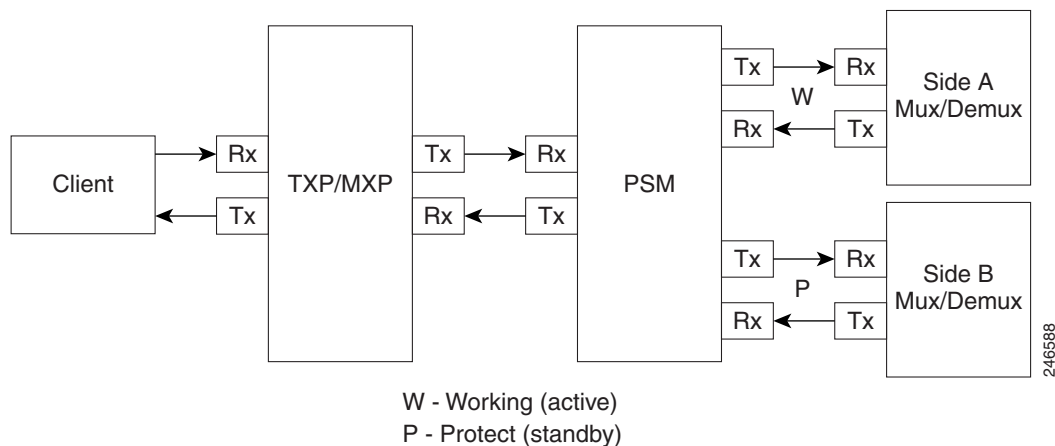 Client
Rx
Tx
TXP/MXP
Tx
Rx
Rx
Tx
PSM
Tx
W
Rx
Rx
Tx
Side A
Mux/Demux
Tx
P
Rx
Rx
Tx
Side B
Mux/Demux
246588
W - Working (active)
P - Protect (standby)